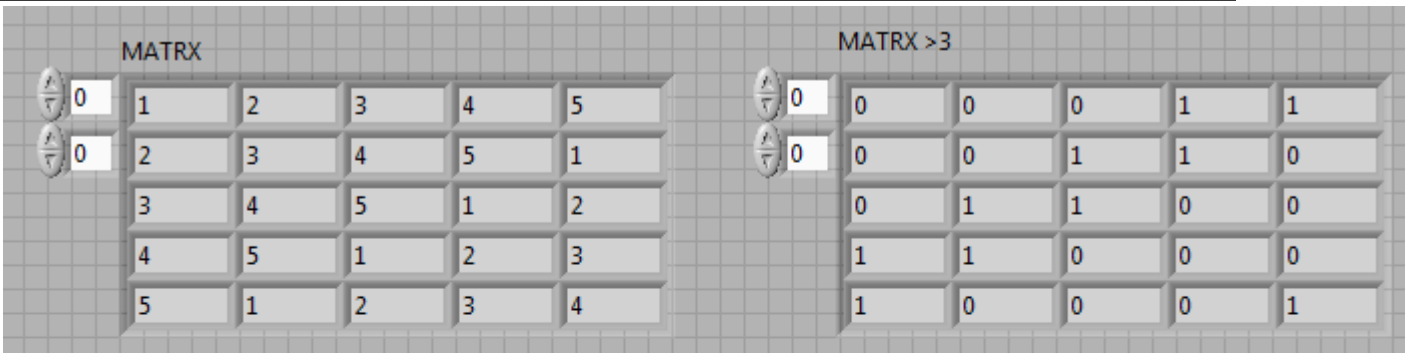 MATRX MATRX >3
0 1 2 3 4 5 0 0 0 0 1 1
0 2 3 4 5 1 0 0 0 1 1 0
3 4 5 1 2 0 1 1 0 0
4 5 1 2 3 1 1 0 0 0
5 1 2 3 4 1 0 0 0 1